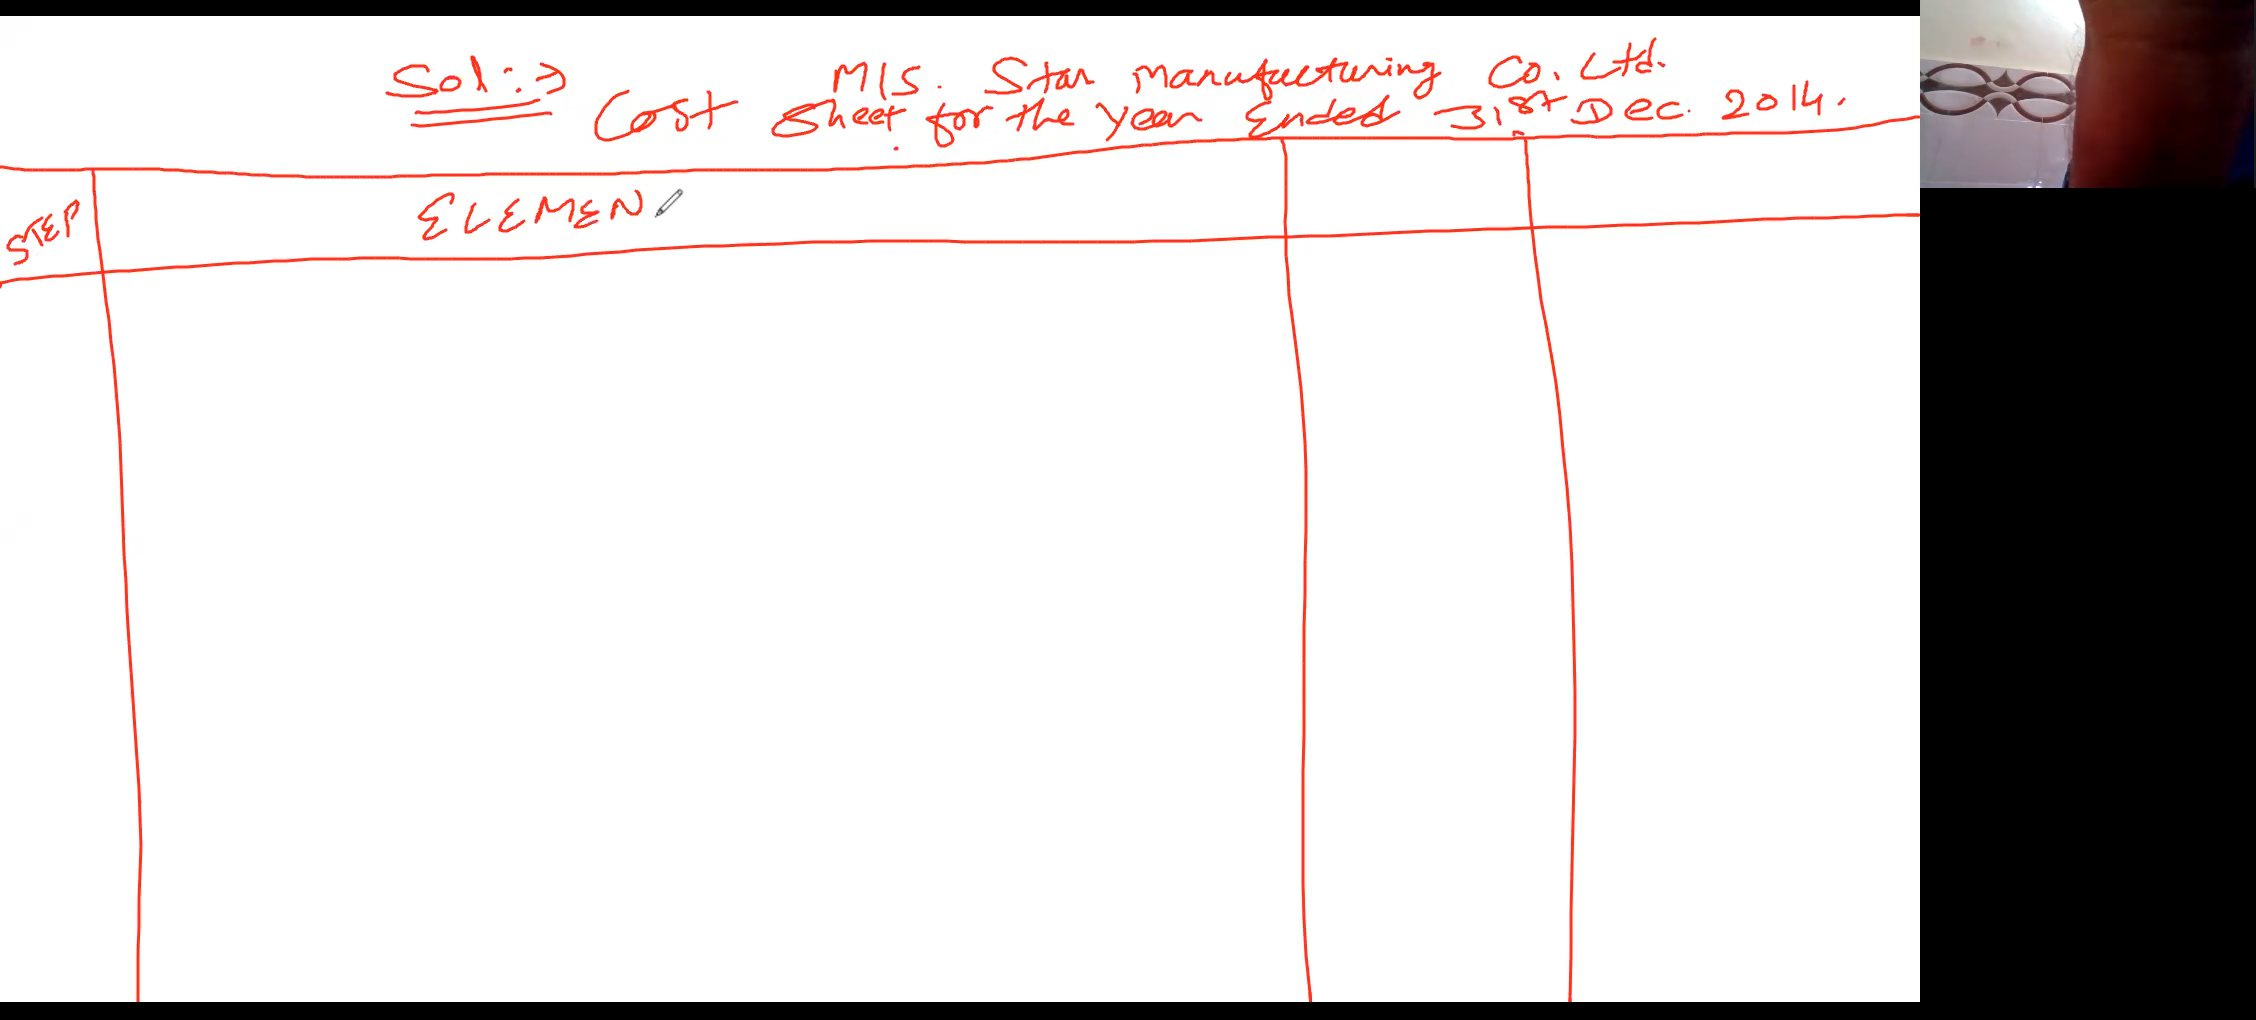 Sol:→ M/S. Star Manufacturing Co. Ltd.
Cost Sheet for the Year Ended 31st Dec. 2014.
STEP ELEMEN